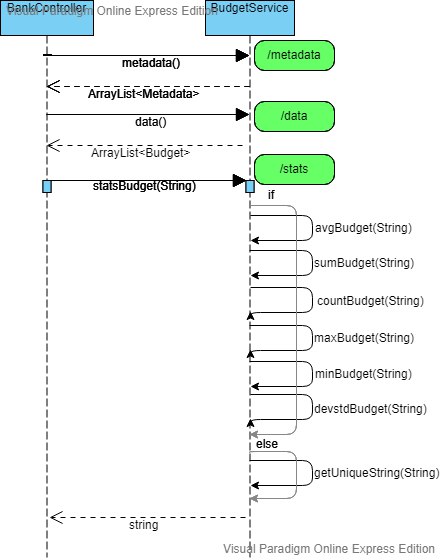 BankController
BudgetService
Visual Paradigm Online Express Edition
/metadata
metadata()
ArrayList<Metadata>
/data
data()
ArrayList<Budget>
/stats
statsBudget(String)
if
avgBudget(String)
sumBudget(String)
countBudget(String)
maxBudget(String)
minBudget(String)
devstdBudget(String)
else
getUniqueString(String)
string
Visual Paradigm Online Express Edition